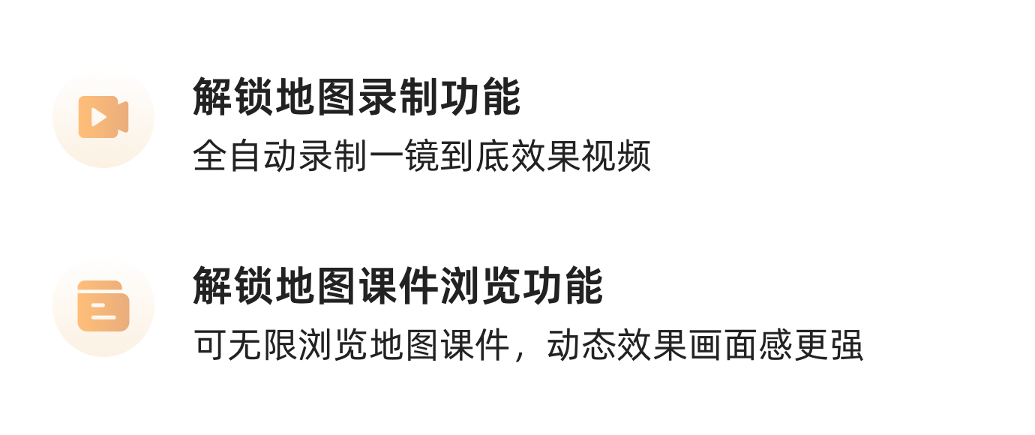 解锁地图录制功能
全自动录制一镜到底效果视频
解锁地图课件浏览功能
可无限浏览地图课件，动态效果画面感更强